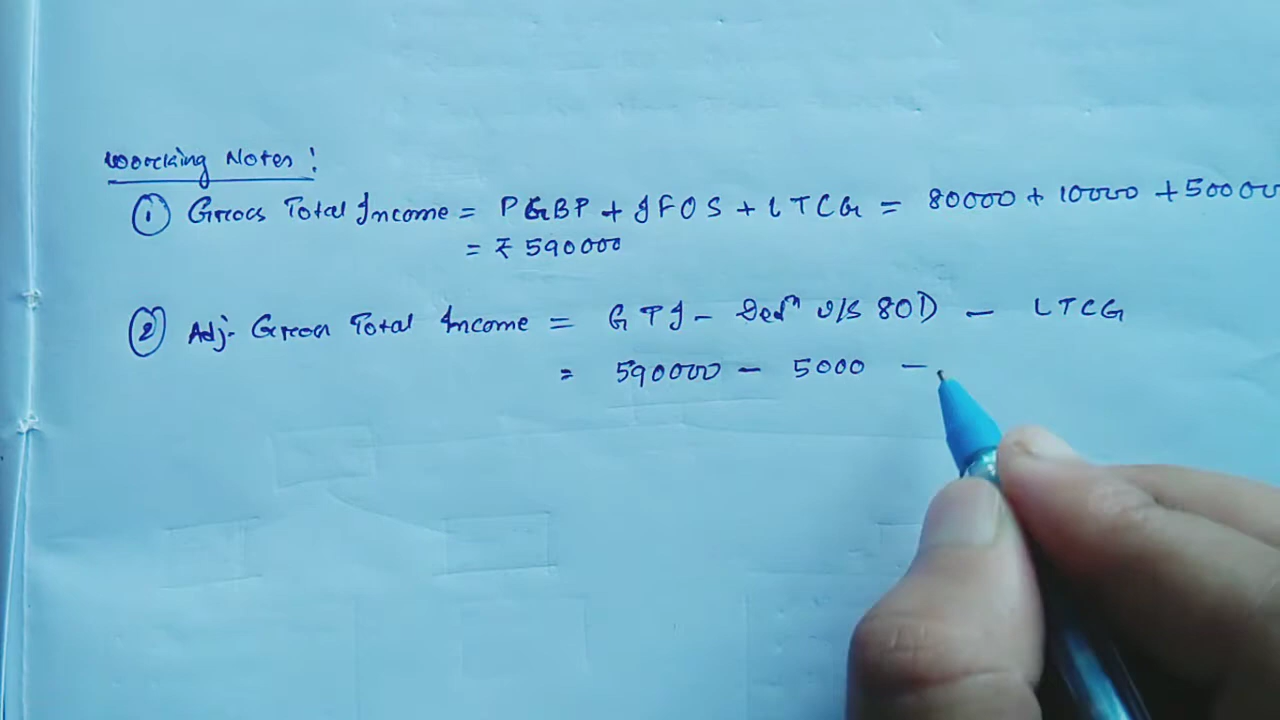 Working Notes:
① Gross Total Income = PGBP + IFOS + LTCG = 80000 + 10000 + 500000
= ₹ 590000
② Adj. Gross Total Income = GTI - Dedⁿ U/S 80D - LTCG
= 590000 - 5000 -